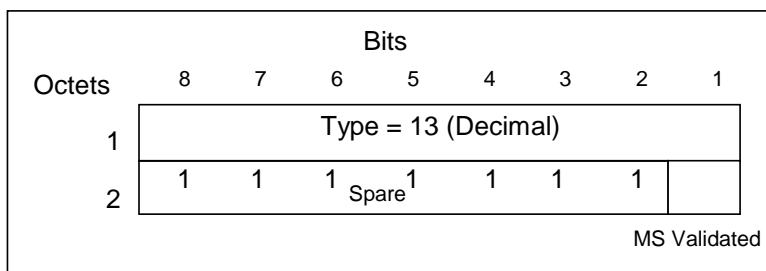 Bits
Octets 8 7 6 5 4 3 2 1
1 Type = 13 (Decimal)
2 1 1 1 1 1 1 1
Spare
MS Validated